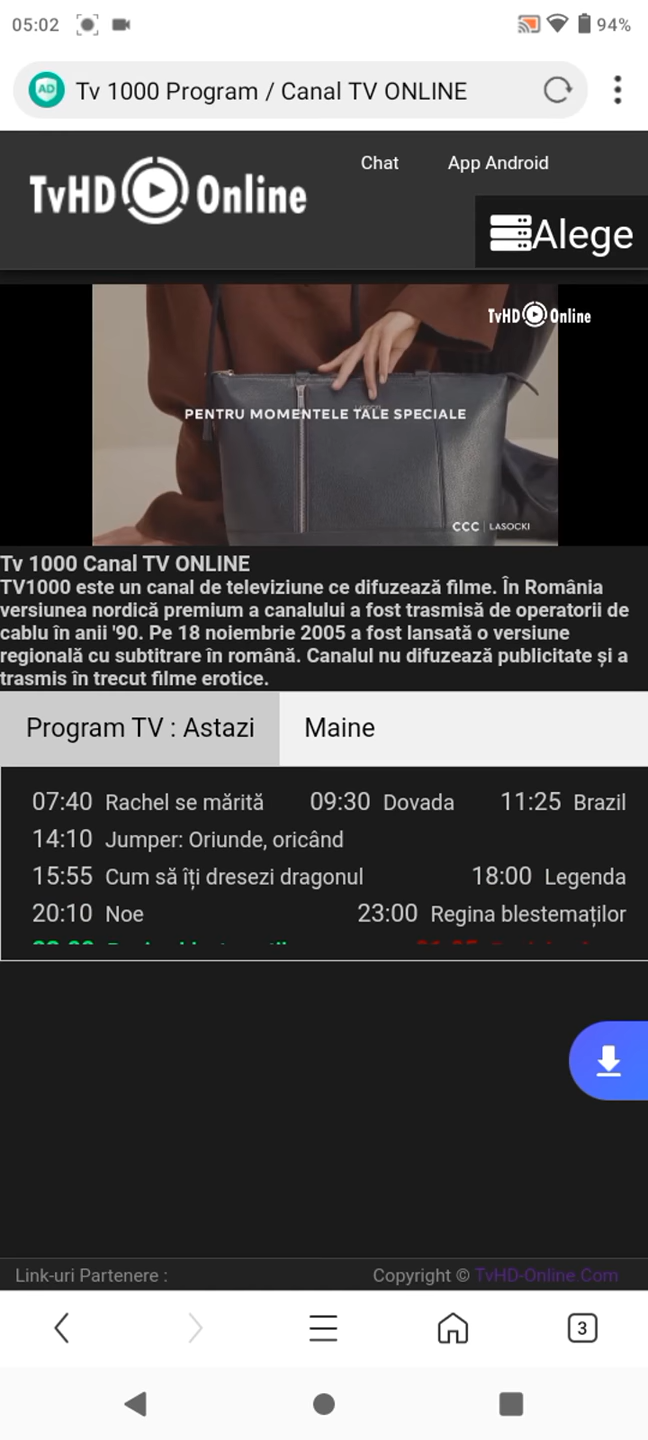 05:02
94%
AD Tv 1000 Program / Canal TV ONLINE
Chat App Android
TvHD Online
Alege
TvHD Online
LASOCKI
PENTRU MOMENTELE TALE SPECIALE
CCC | LASOCKI
Tv 1000 Canal TV ONLINE
TV1000 este un canal de televiziune ce difuzează filme. În România
versiunea nordică premium a canalului a fost trasmisă de operatorii de
cablu în anii '90. Pe 18 noiembrie 2005 a fost lansată o versiune
regională cu subtitrare în română. Canalul nu difuzează publicitate și a
trasmis în trecut filme erotice.
Program TV : Astazi Maine
07:40 Rachel se mărită 09:30 Dovada 11:25 Brazil
14:10 Jumper: Oriunde, oricând
15:55 Cum să îți dresezi dragonul 18:00 Legenda
20:10 Noe 23:00 Regina blestemaților
Link-uri Partenere : Copyright © TvHD-Online.Com
3